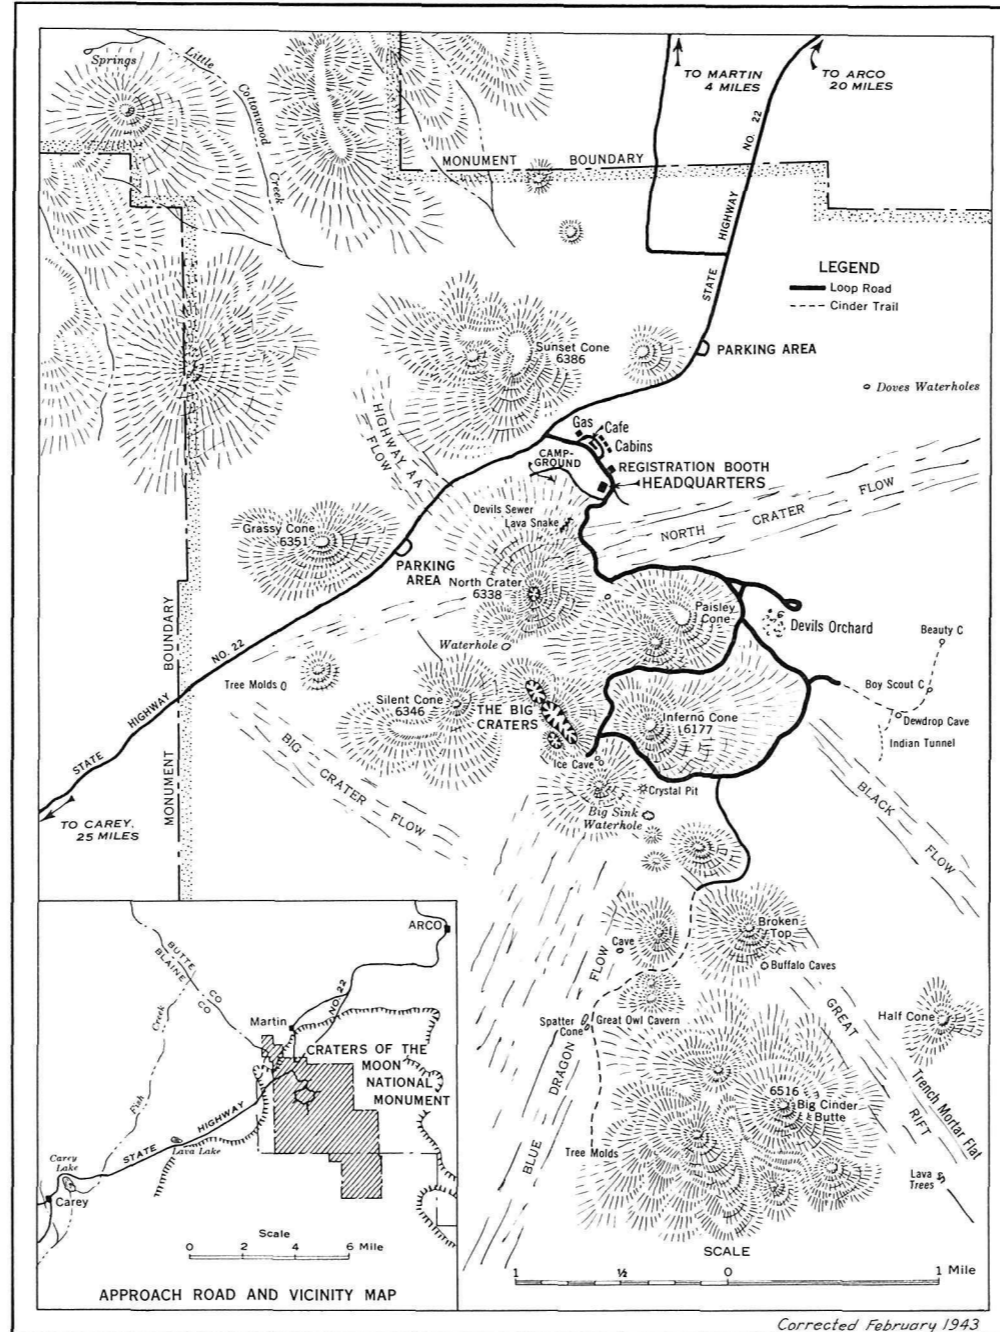 Springs
Little
Cottonwood
Creek
TO MARTIN
4 MILES
TO ARCO
20 MILES
NO. 22
HIGHWAY
STATE
MONUMENT BOUNDARY
LEGEND
Loop Road
Cinder Trail
Sunset Cone
6386
PARKING AREA
Doves Waterholes
HIGHWAY AA
FLOW
Gas
Cafe
Cabins
CAMP-
GROUND
REGISTRATION BOOTH
HEADQUARTERS
Devils Sewer
Lava Snake
NORTH CRATER FLOW
Grassy Cone
6351
PARKING
AREA
North Crater
6338
Paisley
Cone
Devils Orchard
Beauty C
Waterhole
MONUMENT BOUNDARY
STATE HIGHWAY NO. 22
Tree Molds
Silent Cone
6346
THE BIG
CRATERS
Boy Scout C
Dewdrop Cave
Indian Tunnel
Inferno Cone
6177
Ice Cave
Crystal Pit
Big Sink
Waterhole
BIG
CRATER
FLOW
BLACK
FLOW
TO CAREY,
25 MILES
Broken
Top
Cave
Buffalo Caves
Great Owl Cavern
Spatter
Cone
BLUE DRAGON FLOW
GREAT
RIFT
Half Cone
Trench Mortar Flat
6516
Big Cinder
Butte
Tree Molds
Lava
Trees
SCALE
1 ½ 0 1 Mile
ARCO
BUTTE CO
BLAINE CO
NO. 22
Martin
Creek
Fish
CRATERS OF THE
MOON
NATIONAL
MONUMENT
STATE HIGHWAY
Lava Lake
Carey
Lake
Carey
Scale
0 2 4 6 Mile
APPROACH ROAD AND VICINITY MAP
Corrected February 1943